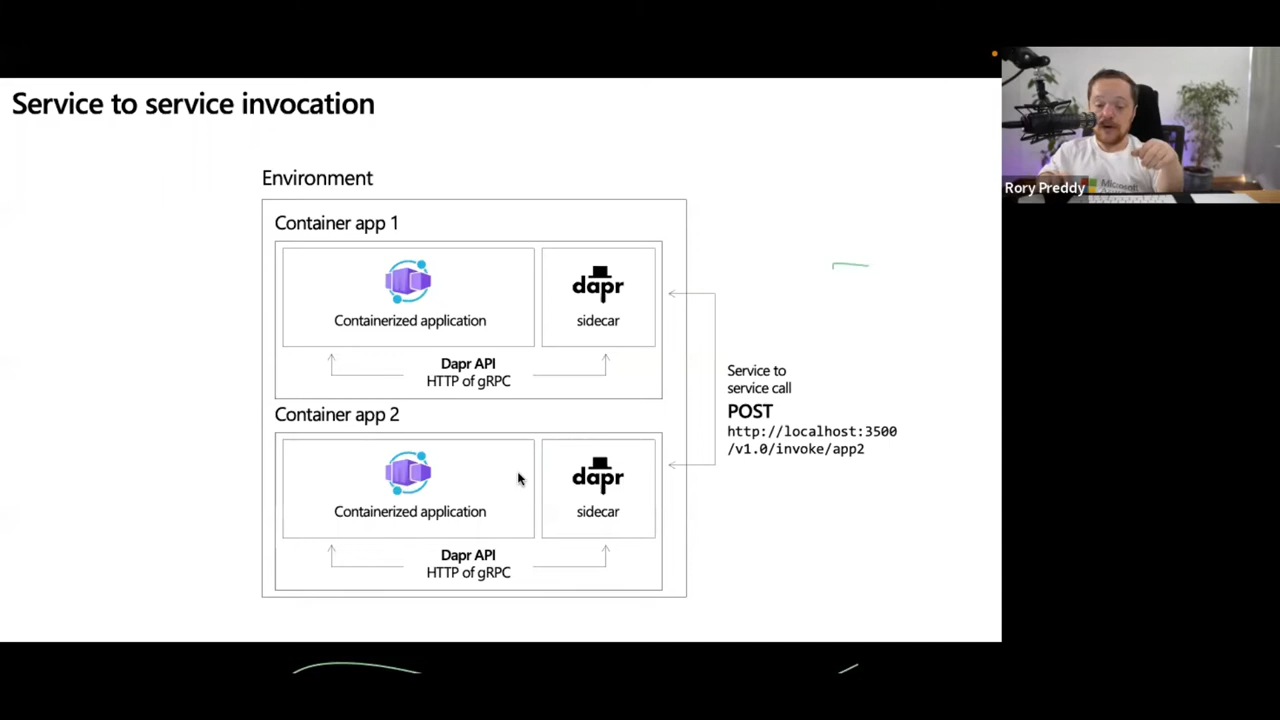 Service to service invocation
Environment
Container app 1
Containerized application
dapr
sidecar
Dapr API
HTTP of gRPC
Container app 2
Containerized application
dapr
sidecar
Dapr API
HTTP of gRPC
Service to
service call
POST
http://localhost:3500
/v1.0/invoke/app2
Rory Preddy
Microsoft